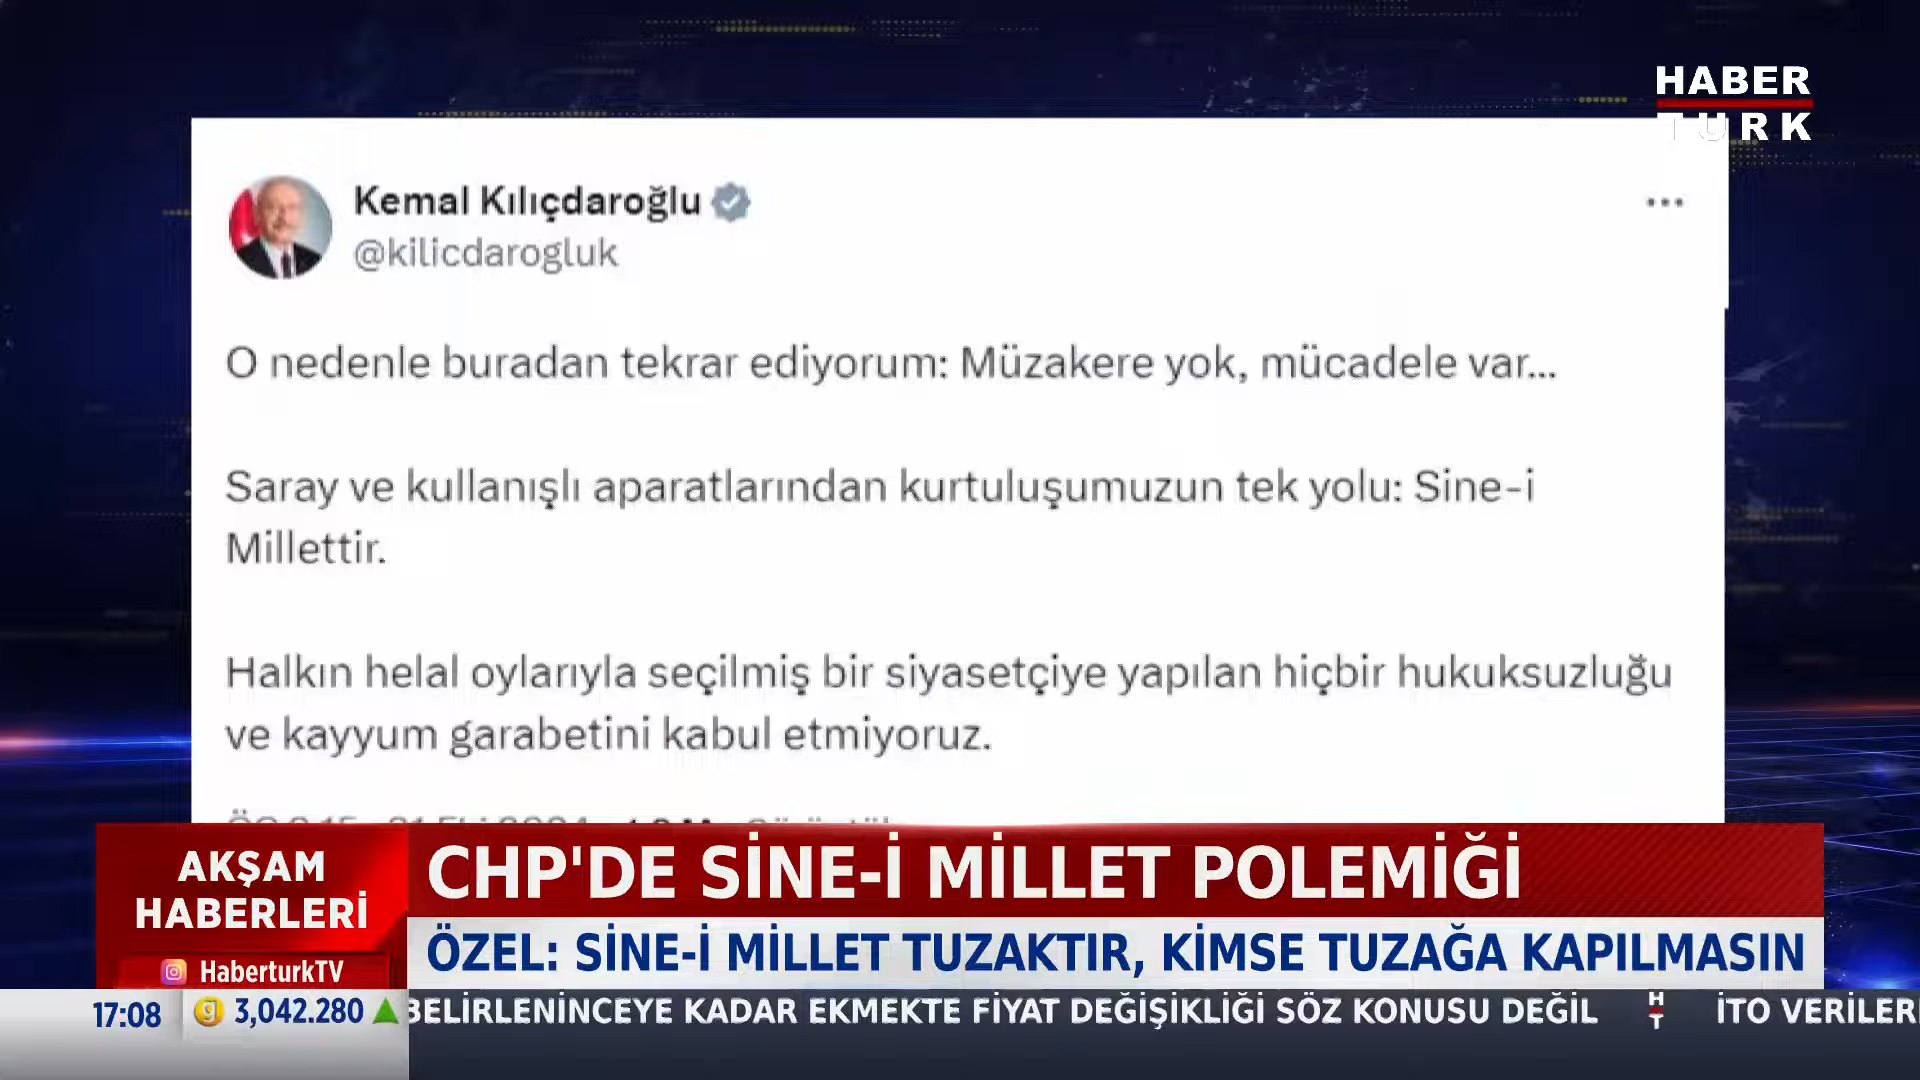 HABER
TURK
Kemal Kılıçdaroğlu
@kilicdarogluk
O nedenle buradan tekrar ediyorum: Müzakere yok, mücadele var...
Saray ve kullanışlı aparatlarından kurtuluşumuzun tek yolu: Sine-i
Millettir.
Halkın helal oylarıyla seçilmiş bir siyasetçiye yapılan hiçbir hukuksuzluğu
ve kayyum garabetini kabul etmiyoruz.
AKŞAM
HABERLERİ
HaberturkTV
CHP'DE SİNE-İ MİLLET POLEMİĞİ
ÖZEL: SİNE-İ MİLLET TUZAKTIR, KİMSE TUZAĞA KAPILMASIN
17:08 3,042.280 BELİRLENİNCEYE KADAR EKMEKTE FİYAT DEĞİŞİKLİĞİ SÖZ KONUSU DEĞİL HT İTO VERİLERİ